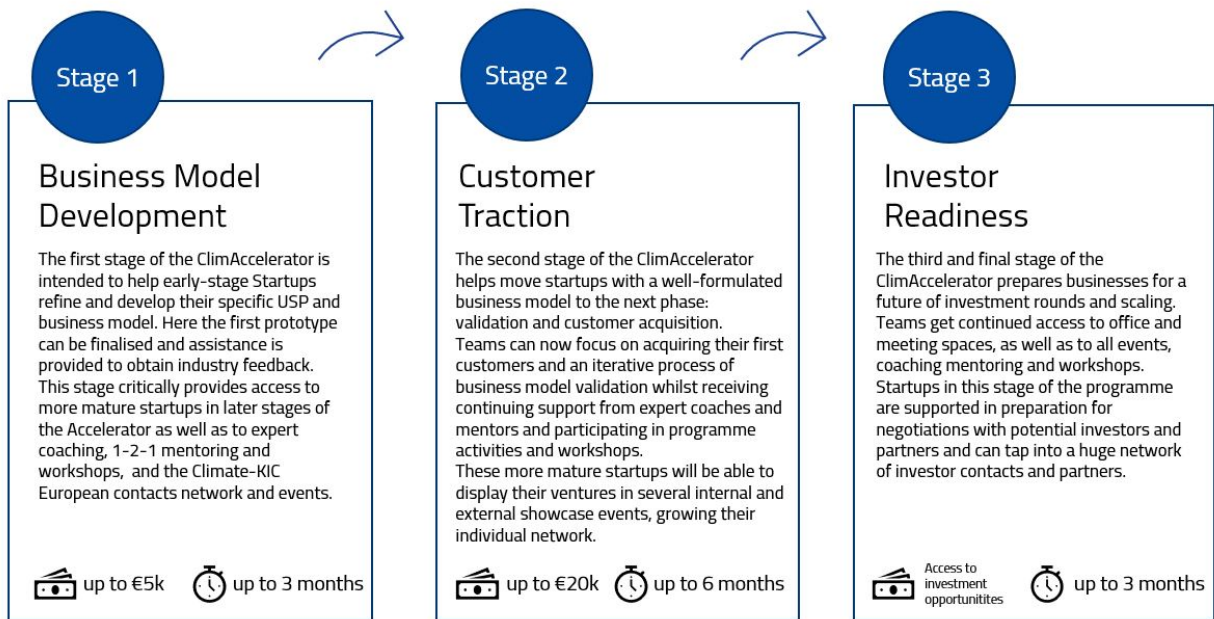 Stage 1
Business Model
Development
The first stage of the ClimAccelerator is
intended to help early-stage Startups
refine and develop their specific USP and
business model. Here the first prototype
can be finalised and assistance is
provided to obtain industry feedback.
This stage critically provides access to
more mature startups in later stages of
the Accelerator as well as to expert
coaching, 1-2-1 mentoring and
workshops, and the Climate-KIC
European contacts network and events.
up to €5k
up to 3 months
Stage 2
Customer
Traction
The second stage of the ClimAccelerator
helps move startups with a well-formulated
business model to the next phase:
validation and customer acquisition.
Teams can now focus on acquiring their first
customers and an iterative process of
business model validation whilst receiving
continuing support from expert coaches and
mentors and participating in programme
activities and workshops.
These more mature startups will be able to
display their ventures in several internal and
external showcase events, growing their
individual network.
up to €20k
up to 6 months
Stage 3
Investor
Readiness
The third and final stage of the
ClimAccelerator prepares businesses for a
future of investment rounds and scaling.
Teams get continued access to office and
meeting spaces, as well as to all events,
coaching mentoring and workshops.
Startups in this stage of the programme
are supported in preparation for
negotiations with potential investors and
partners and can tap into a huge network
of investor contacts and partners.
Access to
investment
opportunitites
up to 3 months